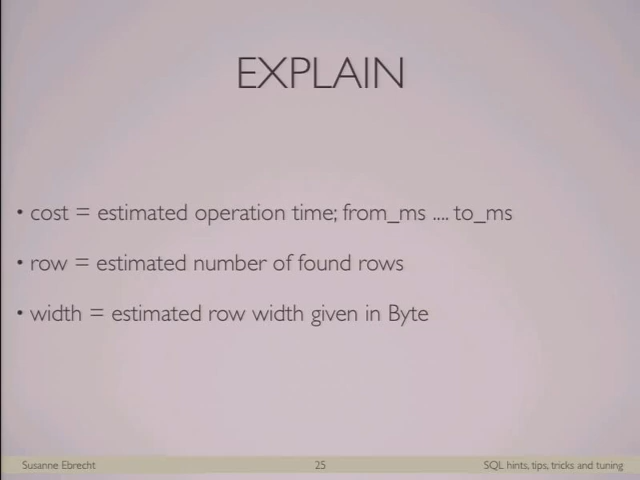 EXPLAIN
• cost = estimated operation time; from_ms .... to_ms
• row = estimated number of found rows
• width = estimated row width given in Byte
Susanne Ebrecht 25 SQL hints, tips, tricks and tuning